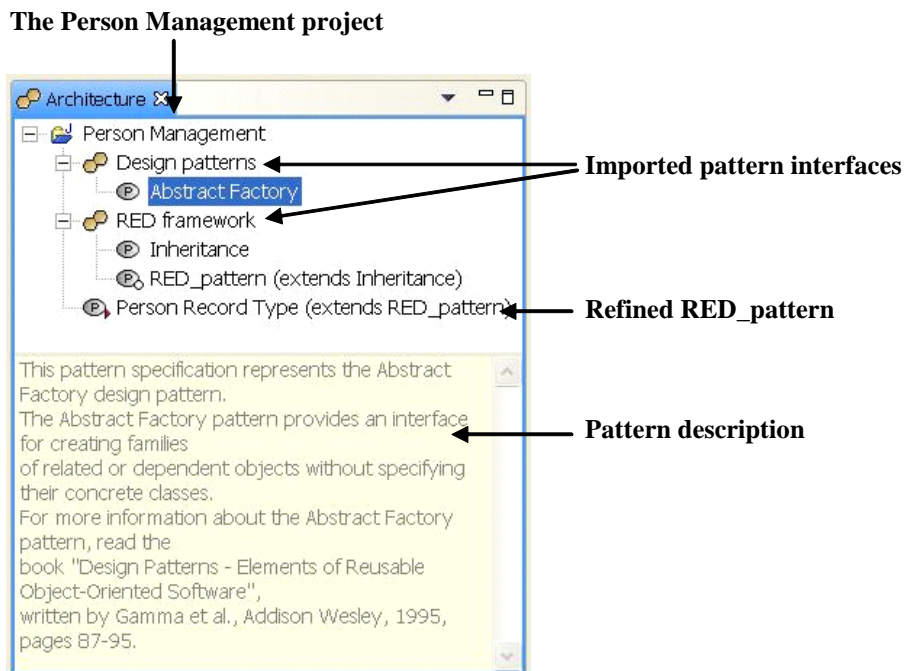 The Person Management project
Architecture
Person Management
Design patterns
Imported pattern interfaces
Abstract Factory
RED framework
Inheritance
RED_pattern (extends Inheritance)
Person Record Type (extends RED_pattern)
Refined RED_pattern
This pattern specification represents the Abstract
Factory design pattern.
The Abstract Factory pattern provides an interface
for creating families
Pattern description
of related or dependent objects without specifying
their concrete classes.
For more information about the Abstract Factory
pattern, read the
book "Design Patterns - Elements of Reusable
Object-Oriented Software",
written by Gamma et al., Addison Wesley, 1995,
pages 87-95.